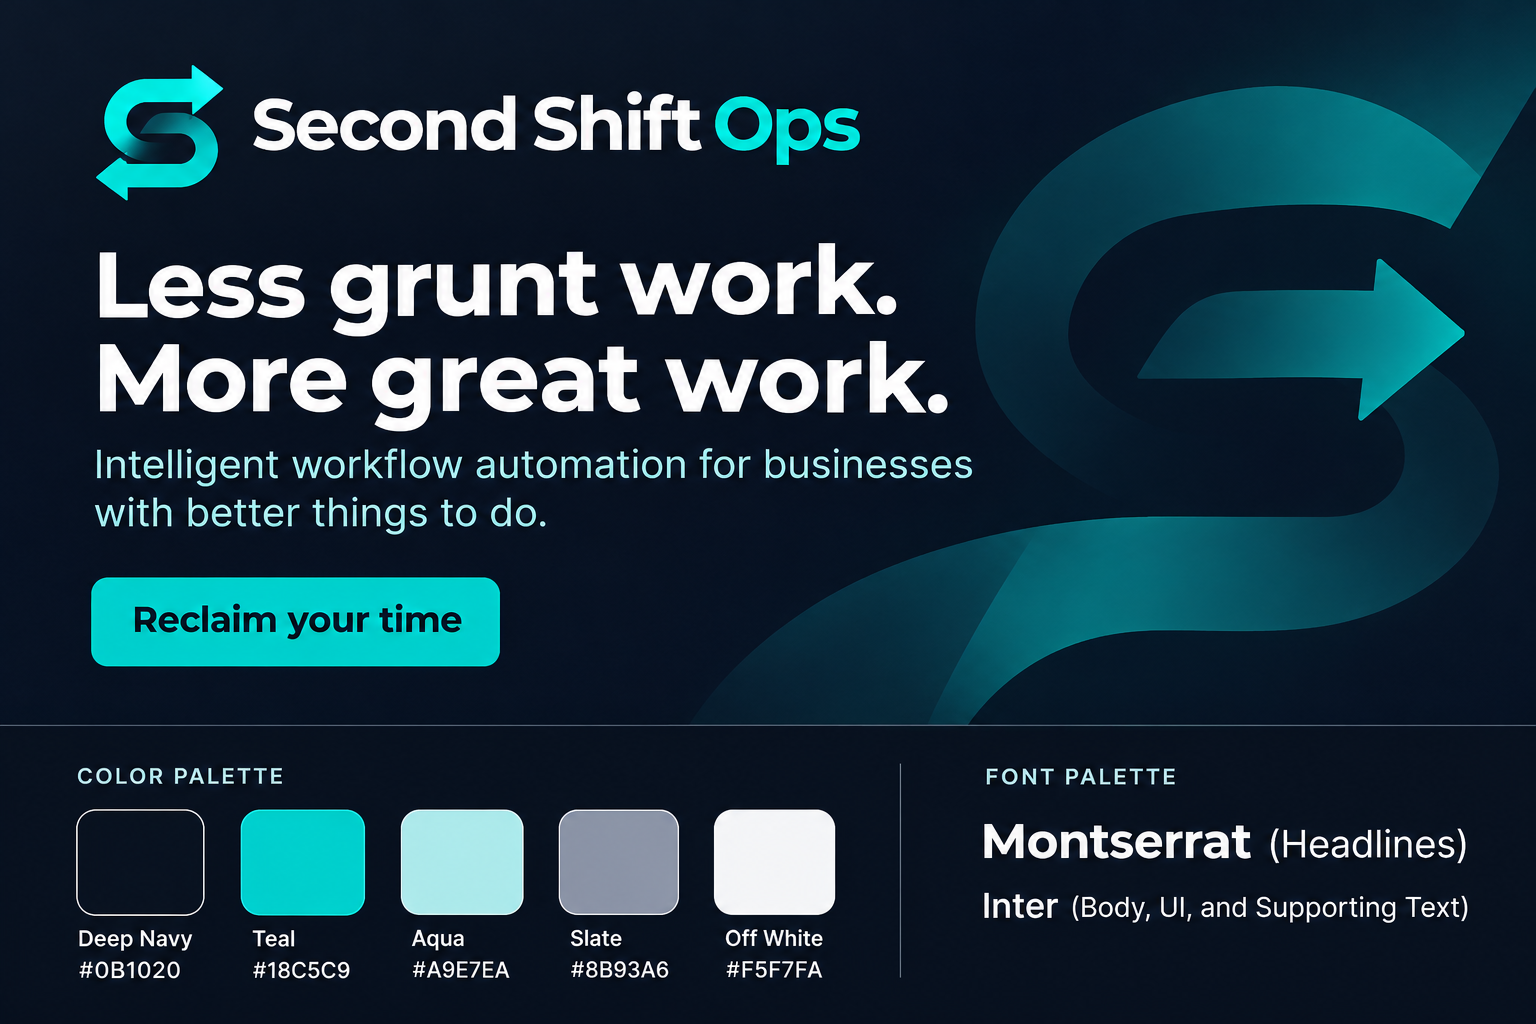 Second Shift Ops
Less grunt work.
More great work.
Intelligent workflow automation for businesses
with better things to do.
Reclaim your time
COLOR PALETTE
Deep Navy
#0B1020
Teal
#18C5C9
Aqua
#A9E7EA
Slate
#8B93A6
Off White
#F5F7FA
FONT PALETTE
Montserrat (Headlines)
Inter (Body, UI, and Supporting Text)